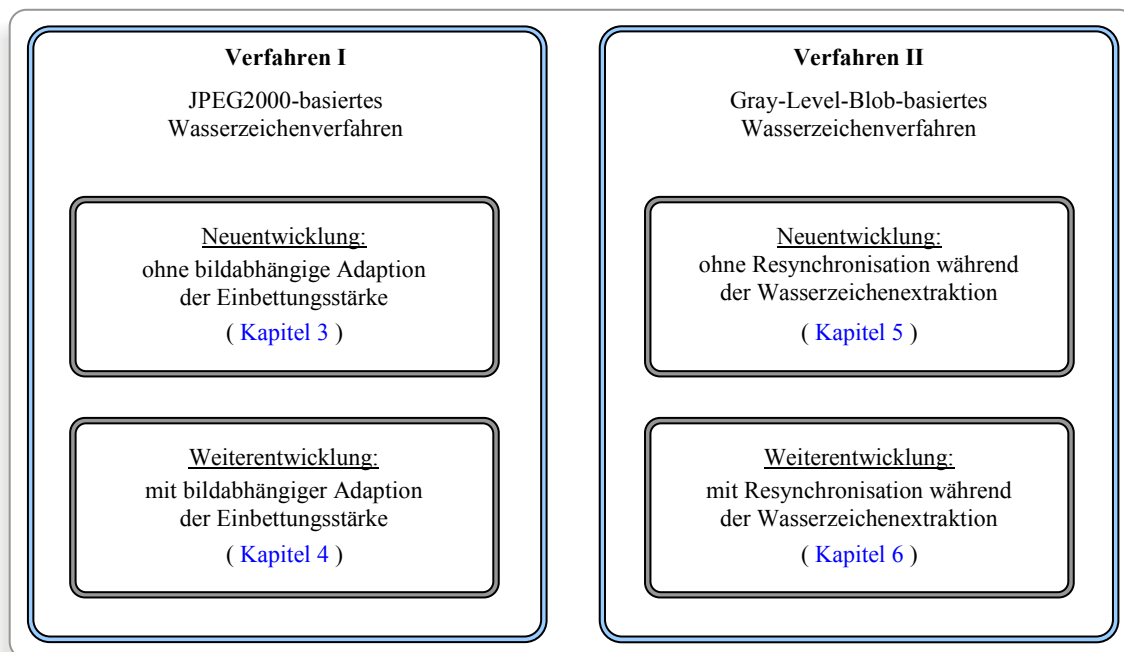 Verfahren I
JPEG2000-basiertes
Wasserzeichenverfahren
Neuentwicklung:
ohne bildabhängige Adaption
der Einbettungsstärke
( Kapitel 3 )
Weiterentwicklung:
mit bildabhängiger Adaption
der Einbettungsstärke
( Kapitel 4 )
Verfahren II
Gray-Level-Blob-basiertes
Wasserzeichenverfahren
Neuentwicklung:
ohne Resynchronisation während
der Wasserzeichenextraktion
( Kapitel 5 )
Weiterentwicklung:
mit Resynchronisation während
der Wasserzeichenextraktion
( Kapitel 6 )